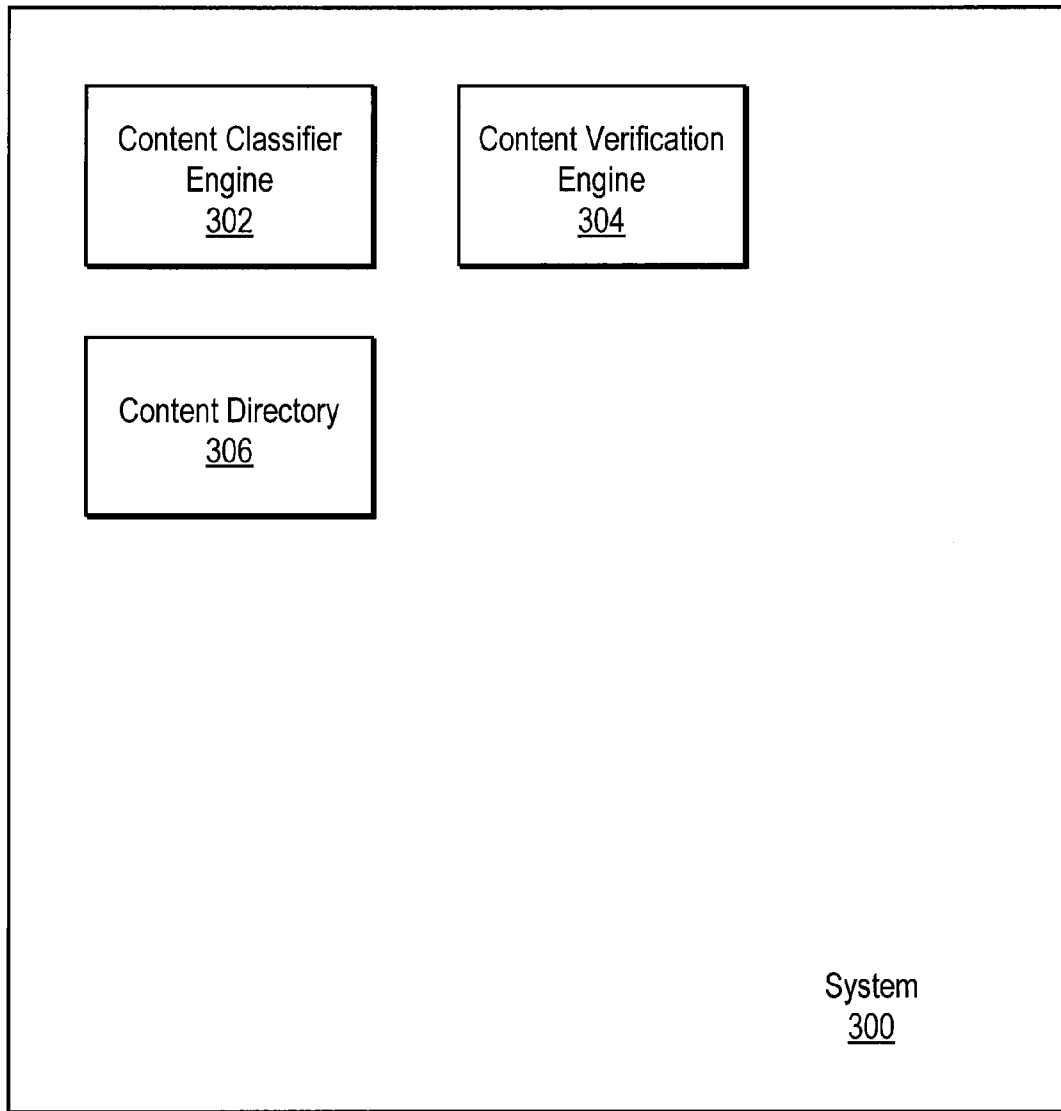 Content Classifier
Engine
302
Content Verification
Engine
304
Content Directory
306
System
300